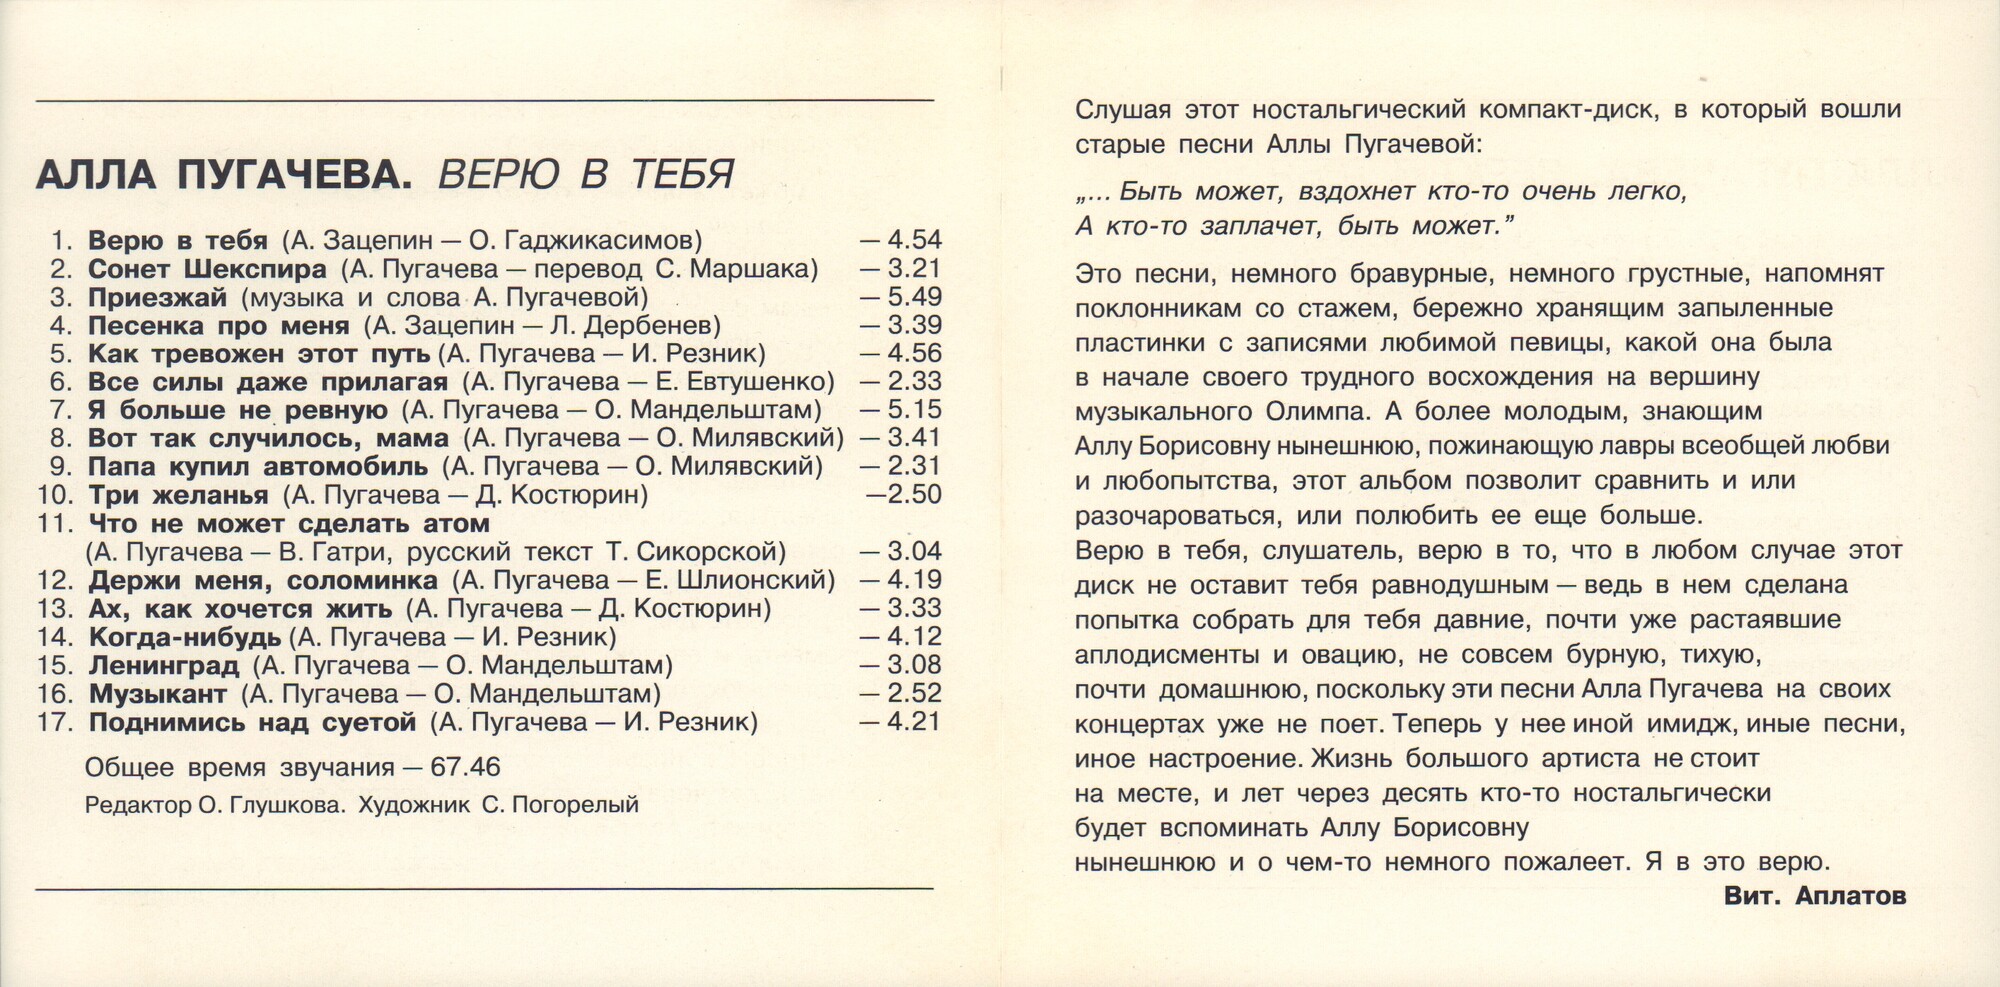 АЛЛА ПУГАЧЕВА. ВЕРЮ В ТЕБЯ
1. Верю в тебя (А. Зацепин — О. Гаджикасимов) — 4.54
2. Сонет Шекспира (А. Пугачева — перевод С. Маршака) — 3.21
3. Приезжай (музыка и слова А. Пугачевой) — 5.49
4. Песенка про меня (А. Зацепин — Л. Дербенев) — 3.39
5. Как тревожен этот путь (А. Пугачева — И. Резник) — 4.56
6. Все силы даже прилагая (А. Пугачева — Е. Евтушенко) — 2.33
7. Я больше не ревную (А. Пугачева — О. Мандельштам) — 5.15
8. Вот так случилось, мама (А. Пугачева — О. Милявский) — 3.41
9. Папа купил автомобиль (А. Пугачева — О. Милявский) — 2.31
10. Три желанья (А. Пугачева — Д. Костюрин) —2.50
11. Что не может сделать атом
(А. Пугачева — В. Гатри, русский текст Т. Сикорской) — 3.04
12. Держи меня, соломинка (А. Пугачева — Е. Шлионский) — 4.19
13. Ах, как хочется жить (А. Пугачева — Д. Костюрин) — 3.33
14. Когда-нибудь (А. Пугачева — И. Резник) — 4.12
15. Ленинград (А. Пугачева — О. Мандельштам) — 3.08
16. Музыкант (А. Пугачева — О. Мандельштам) — 2.52
17. Поднимись над суетой (А. Пугачева — И. Резник) — 4.21
Общее время звучания — 67.46
Редактор О. Глушкова. Художник С. Погорелый
Слушая этот ностальгический компакт-диск, в который вошли
старые песни Аллы Пугачевой:
„... Быть может, вздохнет кто-то очень легко,
А кто-то заплачет, быть может.”
Это песни, немного бравурные, немного грустные, напомнят
поклонникам со стажем, бережно хранящим запыленные
пластинки с записями любимой певицы, какой она была
в начале своего трудного восхождения на вершину
музыкального Олимпа. А более молодым, знающим
Аллу Борисовну нынешнюю, пожинающую лавры всеобщей любви
и любопытства, этот альбом позволит сравнить и или
разочароваться, или полюбить ее еще больше.
Верю в тебя, слушатель, верю в то, что в любом случае этот
диск не оставит тебя равнодушным — ведь в нем сделана
попытка собрать для тебя давние, почти уже растаявшие
аплодисменты и овацию, не совсем бурную, тихую,
почти домашнюю, поскольку эти песни Алла Пугачева на своих
концертах уже не поет. Теперь у нее иной имидж, иные песни,
иное настроение. Жизнь большого артиста не стоит
на месте, и лет через десять кто-то ностальгически
будет вспоминать Аллу Борисовну
нынешнюю и о чем-то немного пожалеет. Я в это верю.
Вит. Аплатов